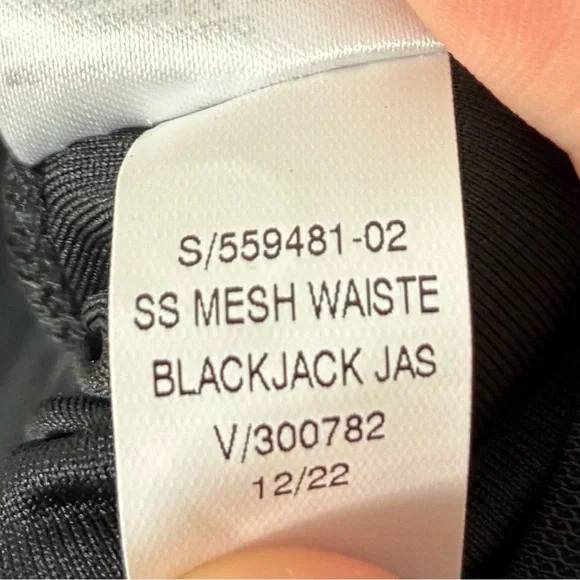 S/559481-02
SS MESH WAISTE
BLACKJACK JAS
V/300782
12/22